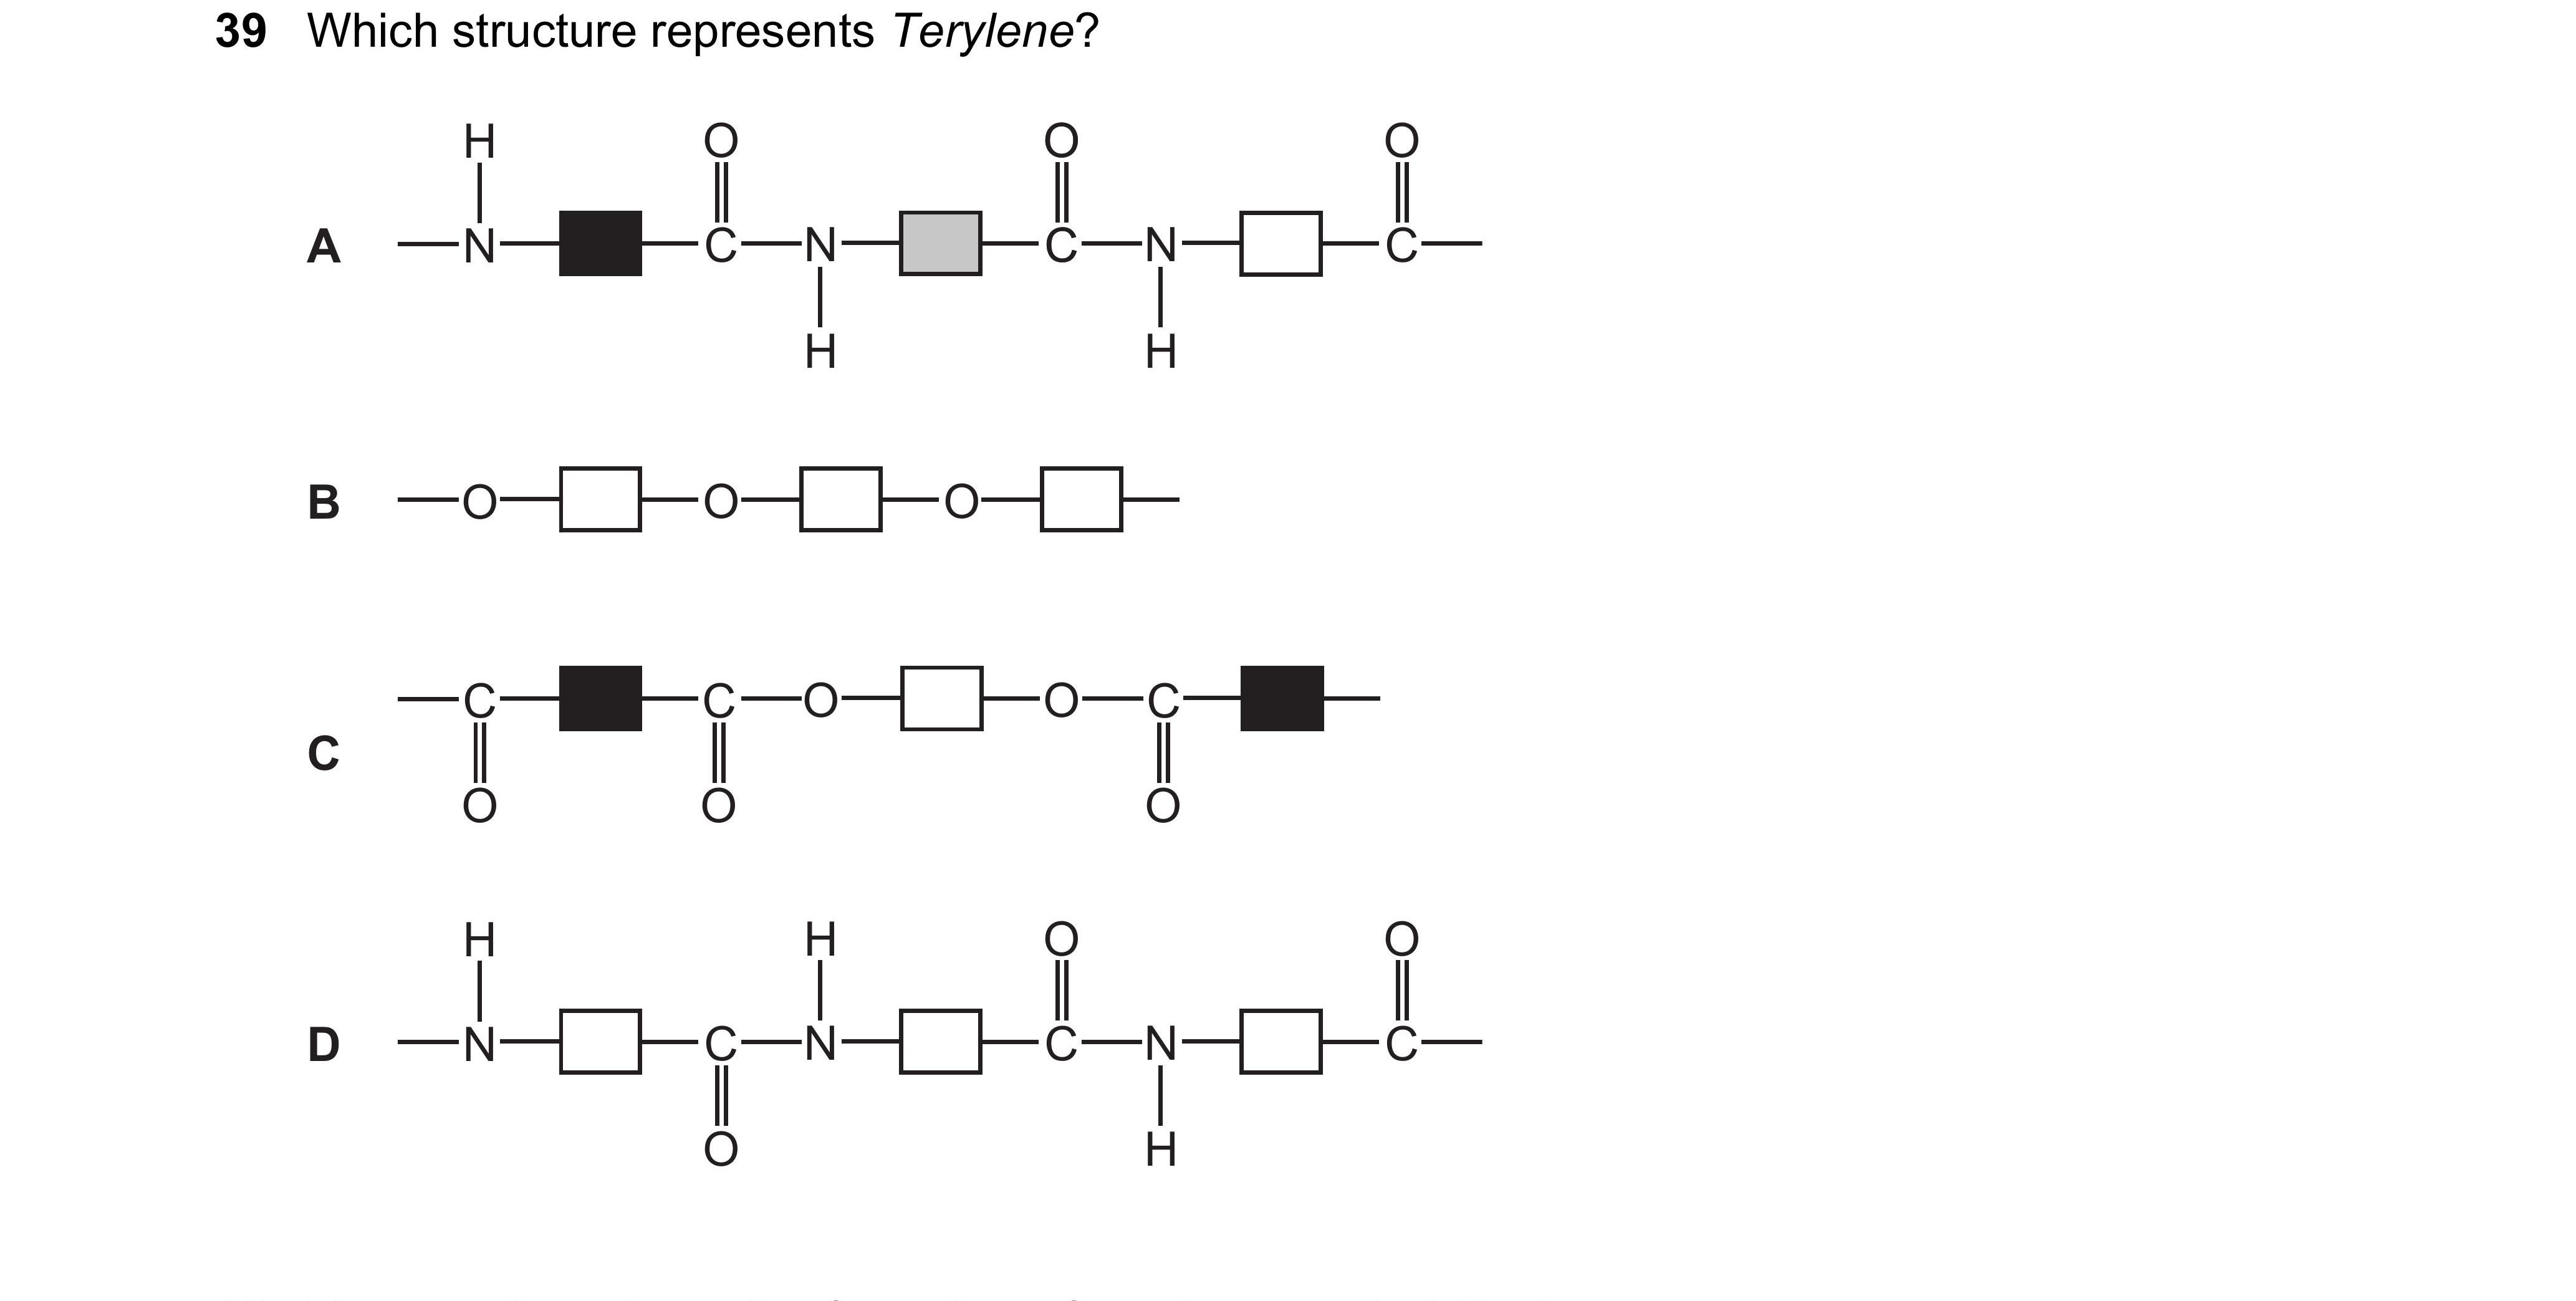 39 Which structure represents Terylene?
H O O O
A N C N C N C
H H
B O O O
C C C O O C
O O O
H H O O
D N C N C N C
O H